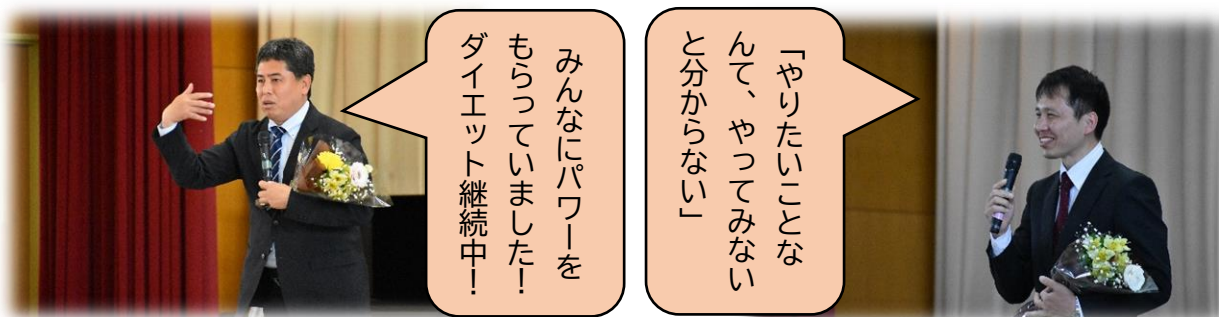 「やりたいことな
んて、やってみない
と分からない」
みんなにパワーを
もらっていました！
ダイエット継続中！